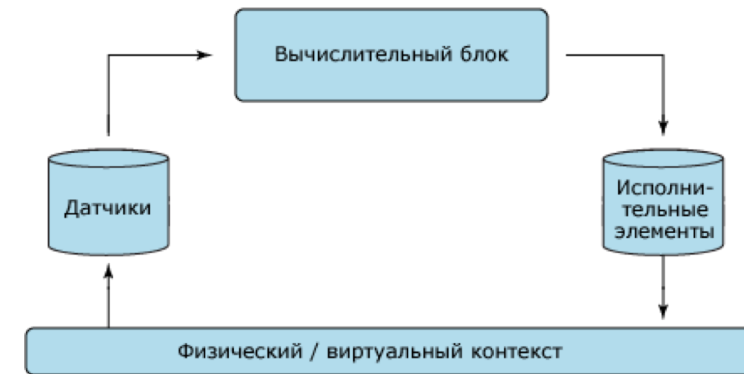 Вычислительный блок
Датчики
Исполни-
тельные
элементы
Физический / виртуальный контекст